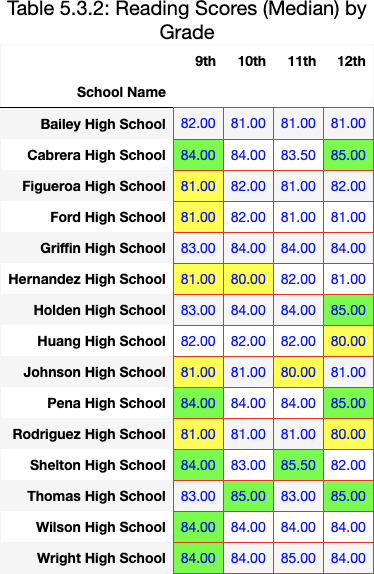 Table 5.3.2: Reading Scores (Median) by
Grade
9th 10th 11th 12th
School Name
Bailey High School 82.00 81.00 81.00 81.00
Cabrera High School 84.00 84.00 83.50 85.00
Figueroa High School 81.00 82.00 81.00 82.00
Ford High School 81.00 82.00 81.00 81.00
Griffin High School 83.00 84.00 84.00 84.00
Hernandez High School 81.00 80.00 82.00 81.00
Holden High School 83.00 84.00 84.00 85.00
Huang High School 82.00 82.00 82.00 80.00
Johnson High School 81.00 81.00 80.00 81.00
Pena High School 84.00 84.00 84.00 85.00
Rodriguez High School 81.00 81.00 81.00 80.00
Shelton High School 84.00 83.00 85.50 82.00
Thomas High School 83.00 85.00 83.00 85.00
Wilson High School 84.00 84.00 84.00 84.00
Wright High School 84.00 84.00 85.00 84.00